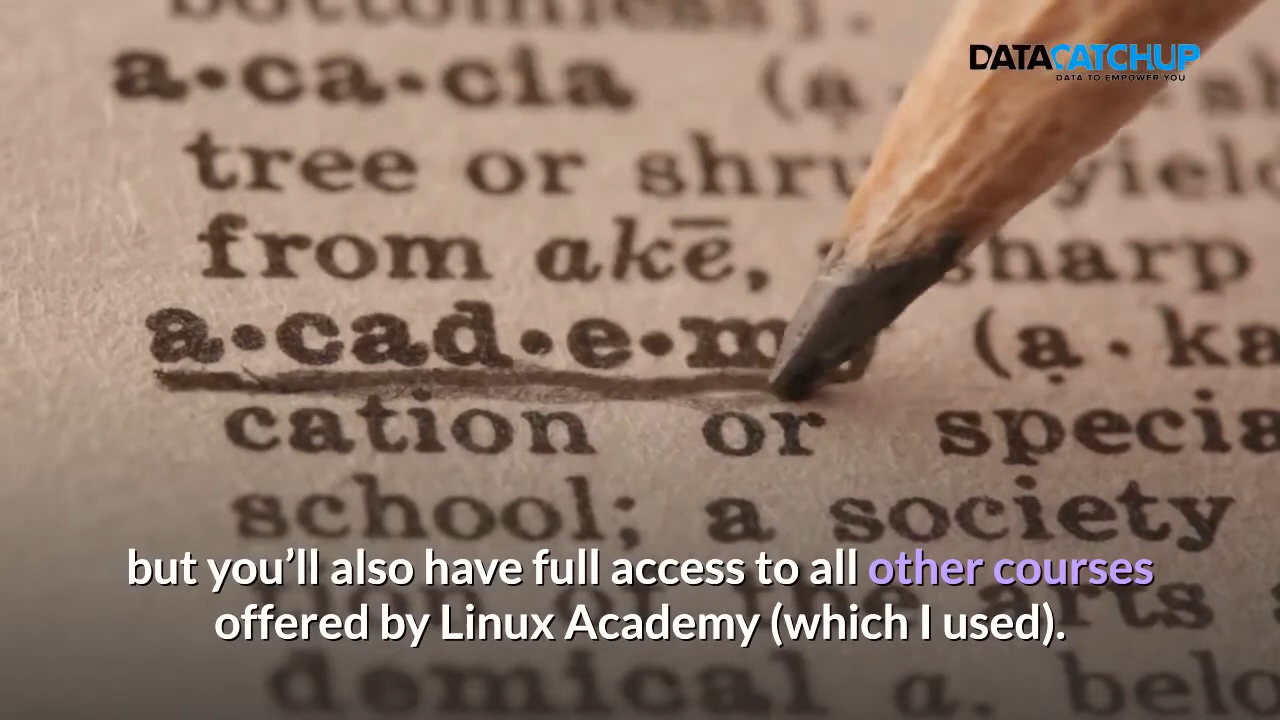 bottomless].
DATACATCHUP
DATA TO EMPOWER YOU
a•ca•cia (a
tree or shru yield
from akē, sharp
a•cad•e•m (ạ • ka
cation or specia
school; a society
but you’ll also have full access to all other courses
offered by Linux Academy (which I used).
demical a. belo